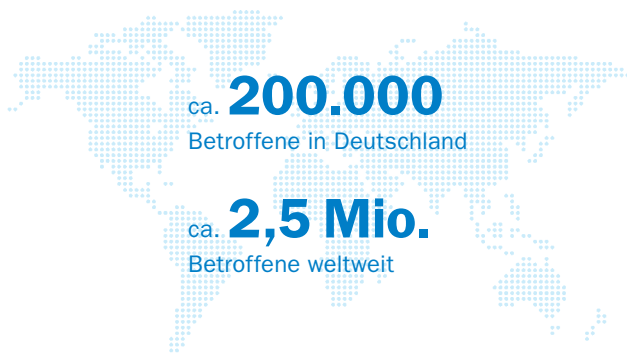 ca. 200.000
Betroffene in Deutschland
ca. 2,5 Mio.
Betroffene weltweit